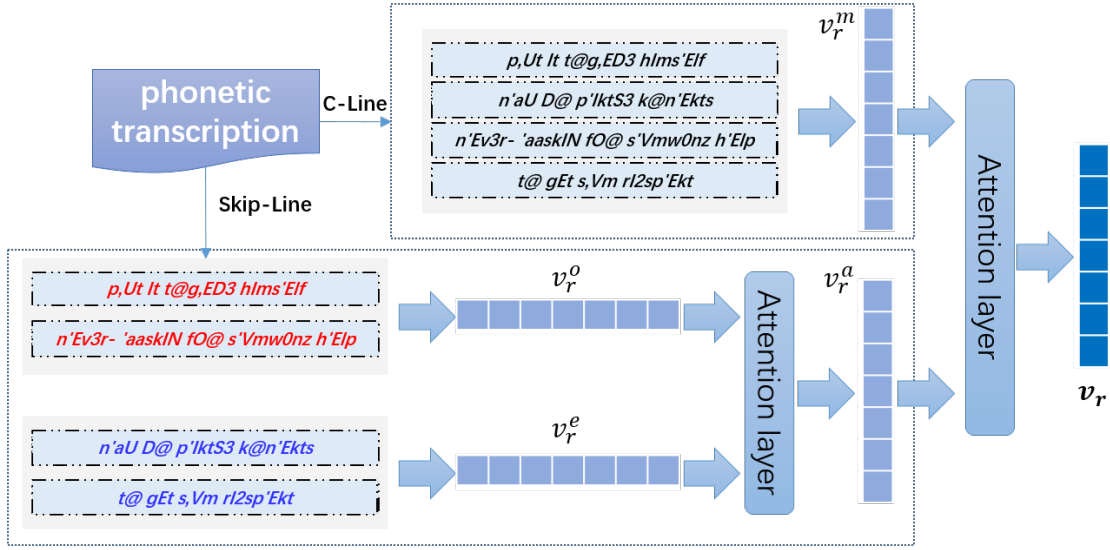 phonetic
transcription
C-Line
Skip-Line
p,Ut It t@g,ED3 hIms'Elf
n'aU D@ p'IktS3 k@n'Ekts
n'Ev3r- 'aaskIN fO@ s'Vmw0nz h'Elp
t@ gEt s,Vm rI2sp'Ekt
v_r^m
Attention layer
v_r
p,Ut It t@g,ED3 hIms'Elf
n'Ev3r- 'aaskIN fO@ s'Vmw0nz h'Elp
v_r^o
n'aU D@ p'IktS3 k@n'Ekts
t@ gEt s,Vm rI2sp'Ekt
v_r^e
Attention layer
v_r^a